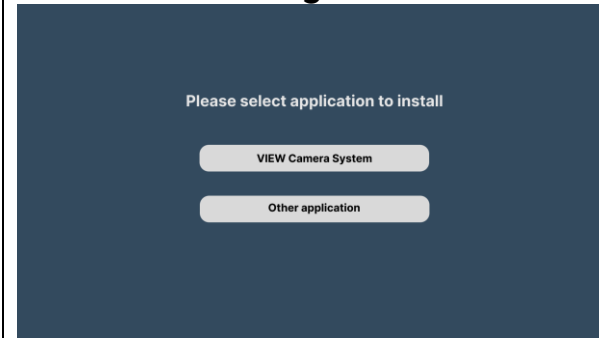 Please select application to install
VIEW Camera System
Other application